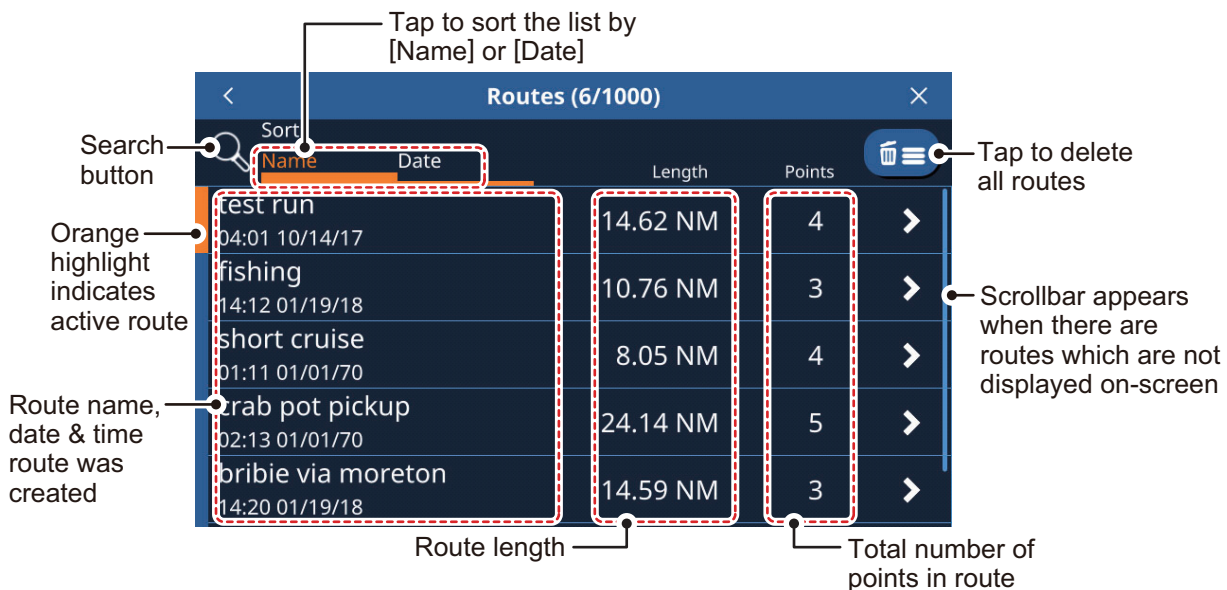 Tap to sort the list by
[Name] or [Date]
Routes (6/1000)
Search
button
Sort
Name Date
Length Points
Tap to delete
all routes
Orange
highlight
indicates
active route
test run
04:01 10/14/17
14.62 NM 4
fishing
14:12 01/19/18
10.76 NM 3
Scrollbar appears
when there are
routes which are not
displayed on-screen
short cruise
01:11 01/01/70
8.05 NM 4
Route name,
date & time
route was
created
crab pot pickup
02:13 01/01/70
24.14 NM 5
bribie via moreton
14:20 01/19/18
14.59 NM 3
Route length
Total number of
points in route